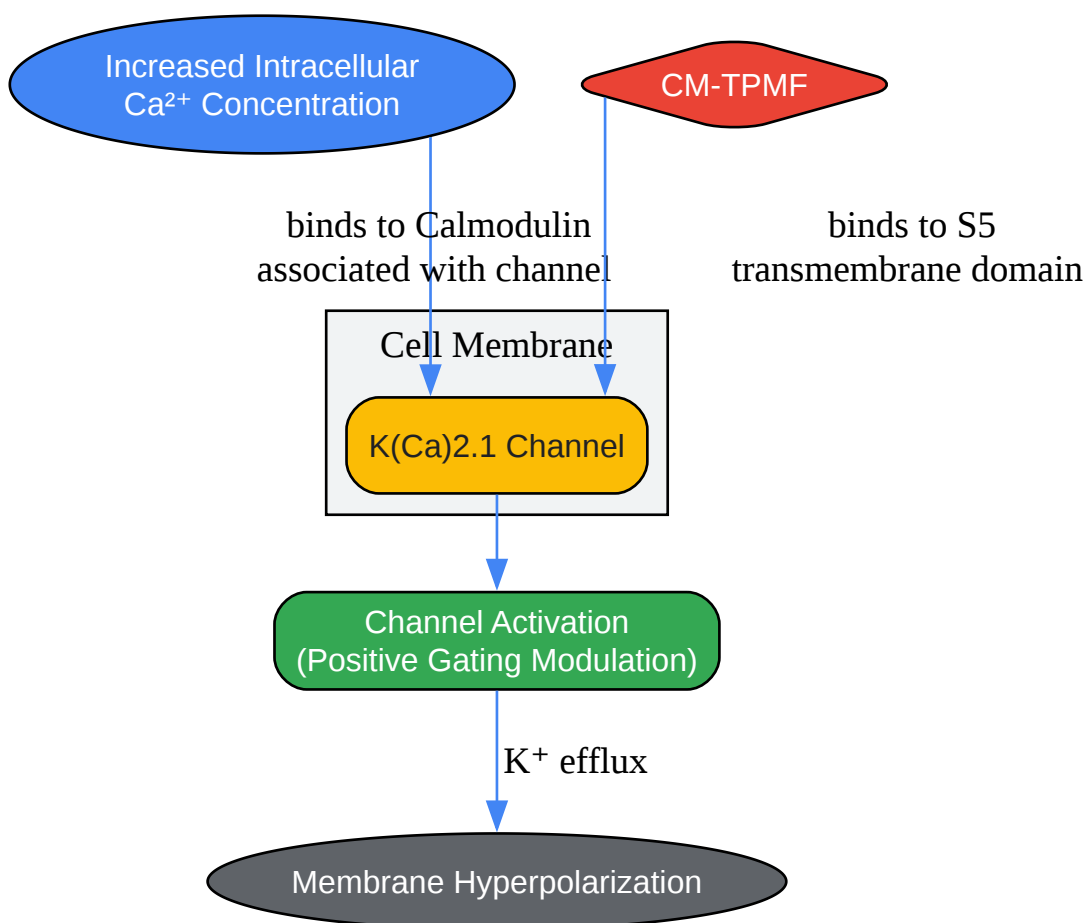 Increased Intracellular
Ca²⁺ Concentration
CM-TPMF
binds to Calmodulin
associated with channel
binds to S5
transmembrane domain
Cell Membrane
K(Ca)2.1 Channel
Channel Activation
(Positive Gating Modulation)
K⁺ efflux
Membrane Hyperpolarization